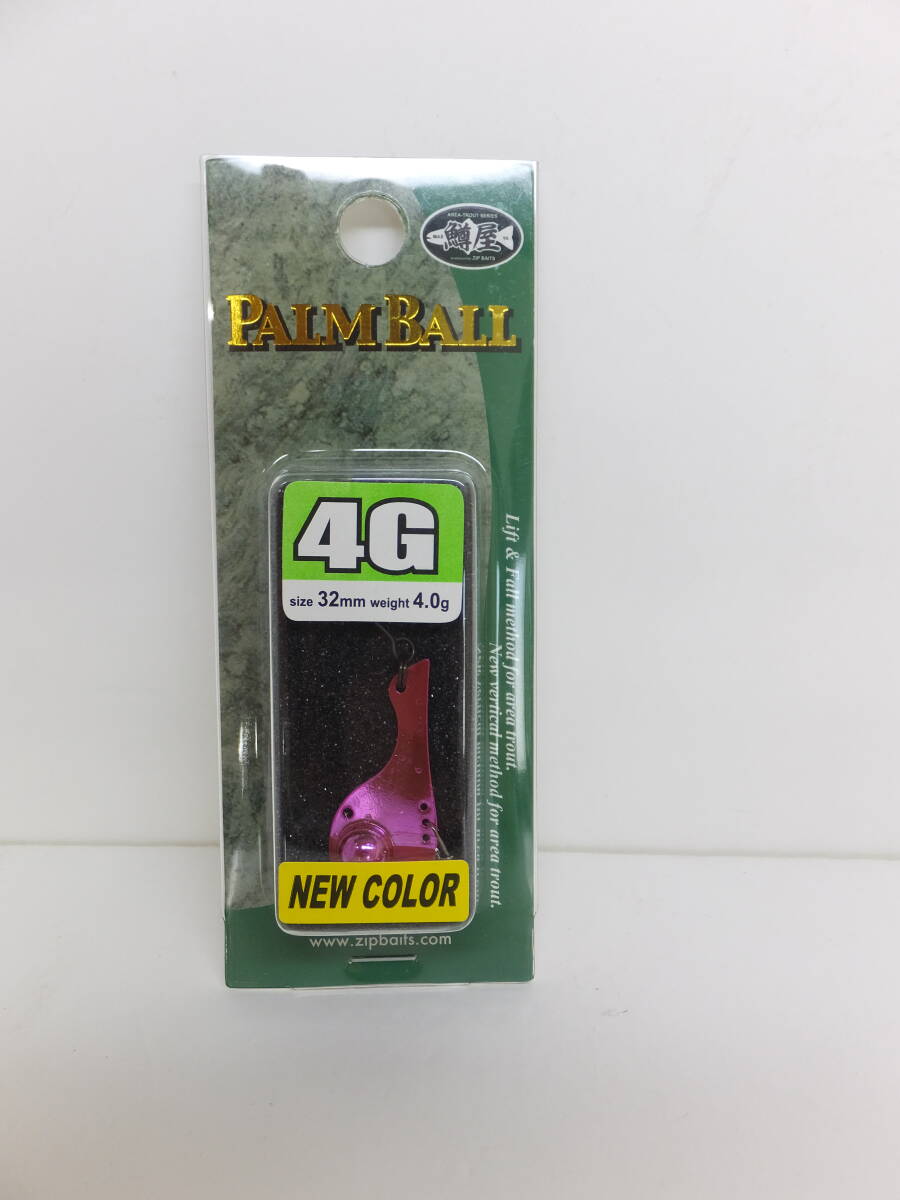 AREA-TROUT SERIES
鱒屋
ZIP BAITS
PALM BALL
4G
size 32mm weight 4.0g
Lift & Fall method for area trout.
New vertical method for area trout.
NEW COLOR
www.zipbaits.com